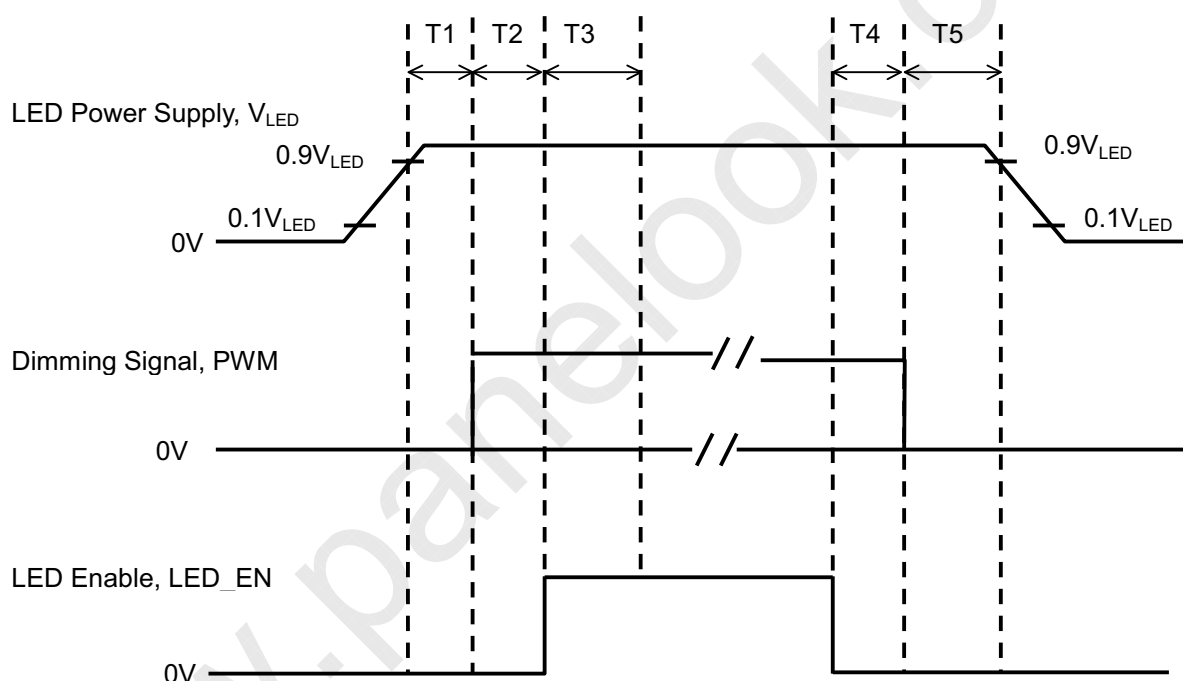 T1 T2 T3 T4 T5
LED Power Supply, VLED
0.9VLED 0.9VLED
0.1VLED 0.1VLED
0V
Dimming Signal, PWM
0V
LED Enable, LED_EN
0V
.panelook.c